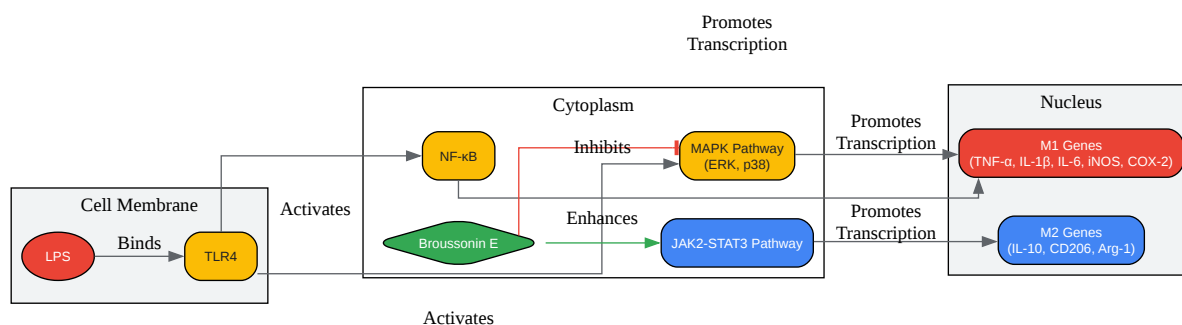 Promotes
Transcription
Cytoplasm
Nucleus
Promotes
Transcription
M1 Genes
(TNF-α, IL-1β, IL-6, iNOS, COX-2)
NF-κB
Inhibits
MAPK Pathway
(ERK, p38)
Cell Membrane
Activates
Binds
LPS
TLR4
Broussonin E
Enhances
JAK2-STAT3 Pathway
Promotes
Transcription
M2 Genes
(IL-10, CD206, Arg-1)
Activates